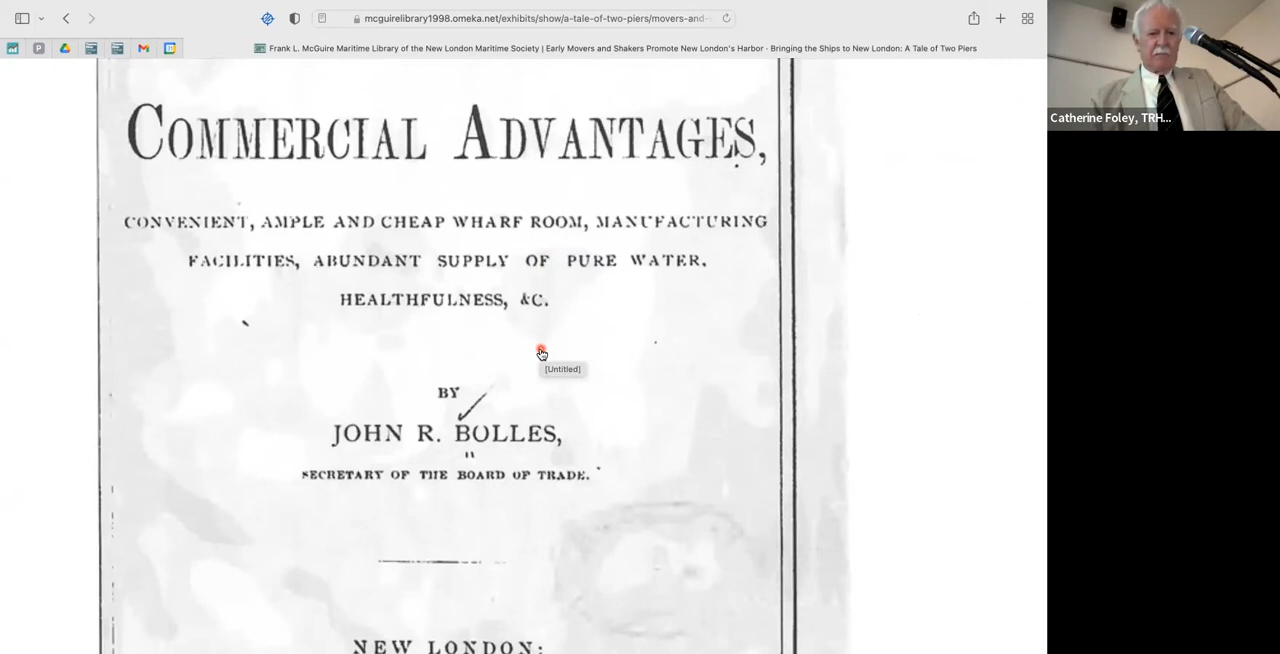 mcguirelibrary1998.omeka.net/exhibits/show/a-tale-of-two-piers/movers-and-s
Frank L. McGuire Maritime Library of the New London Maritime Society | Early Movers and Shakers Promote New London's Harbor · Bringing the Ships to New London: A Tale of Two Piers
Catherine Foley, TRH...
COMMERCIAL ADVANTAGES,
CONVENIENT, AMPLE AND CHEAP WHARF ROOM, MANUFACTURING
FACILITIES, ABUNDANT SUPPLY OF PURE WATER,
HEALTHFULNESS, &C.
[Untitled]
BY
JOHN R. BOLLES,
SECRETARY OF THE BOARD OF TRADE.
NEW LONDON: